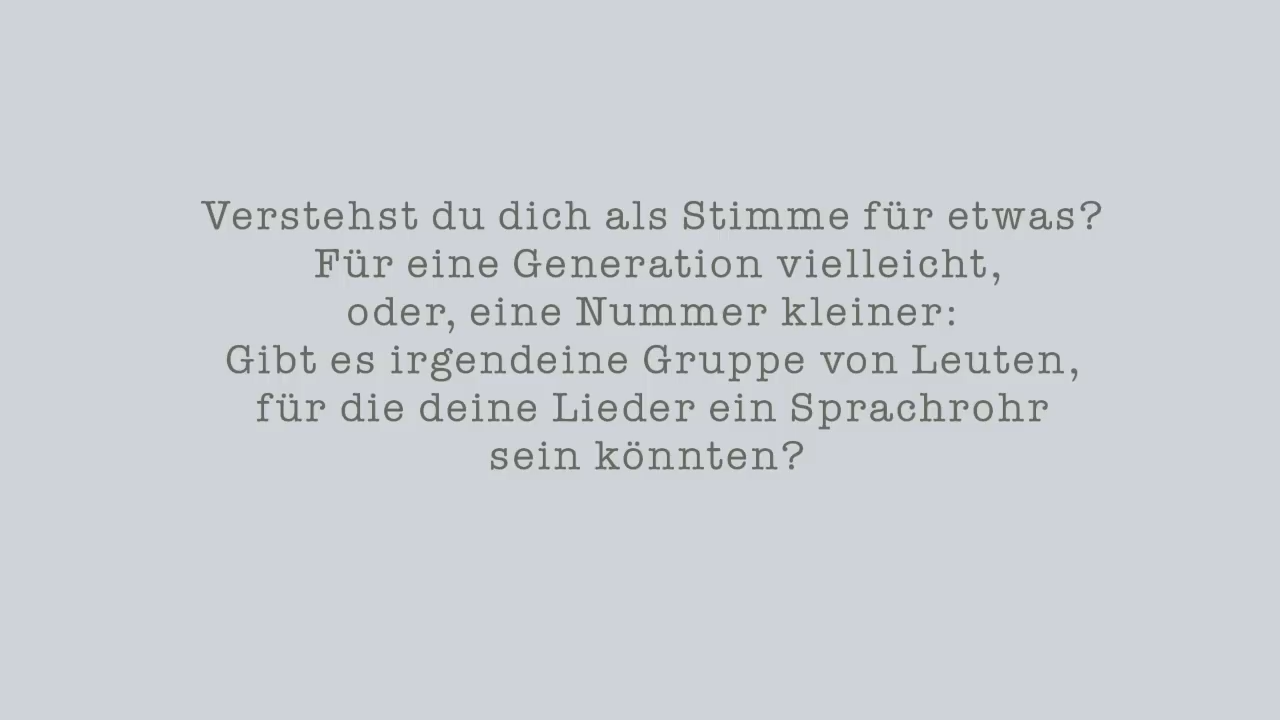 Verstehst du dich als Stimme für etwas?
Für eine Generation vielleicht,
oder, eine Nummer kleiner:
Gibt es irgendeine Gruppe von Leuten,
für die deine Lieder ein Sprachrohr
sein könnten?